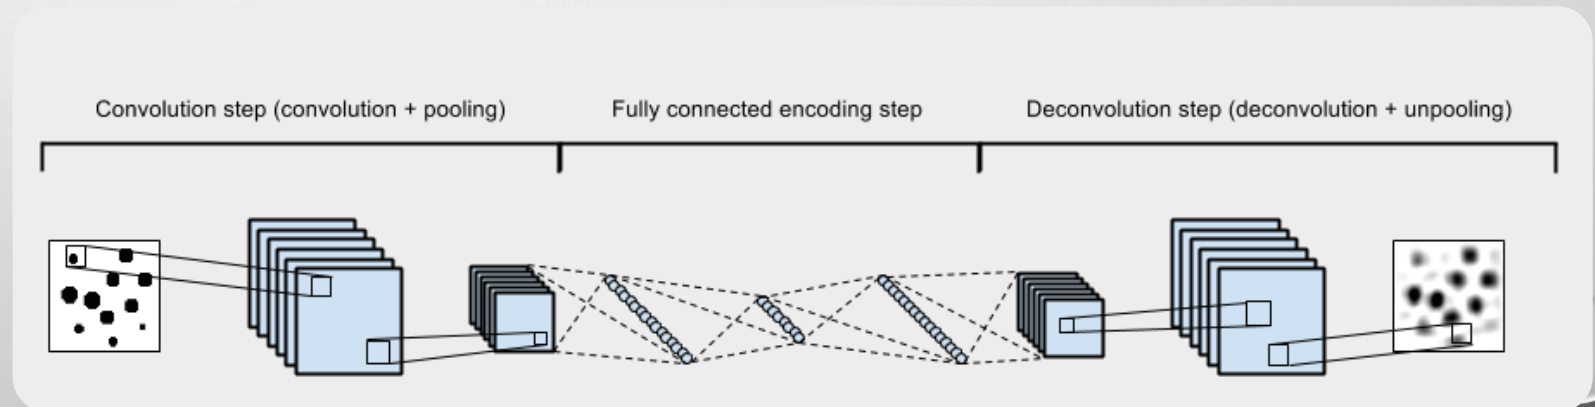 Convolution step (convolution + pooling)
Fully connected encoding step
Deconvolution step (deconvolution + unpooling)